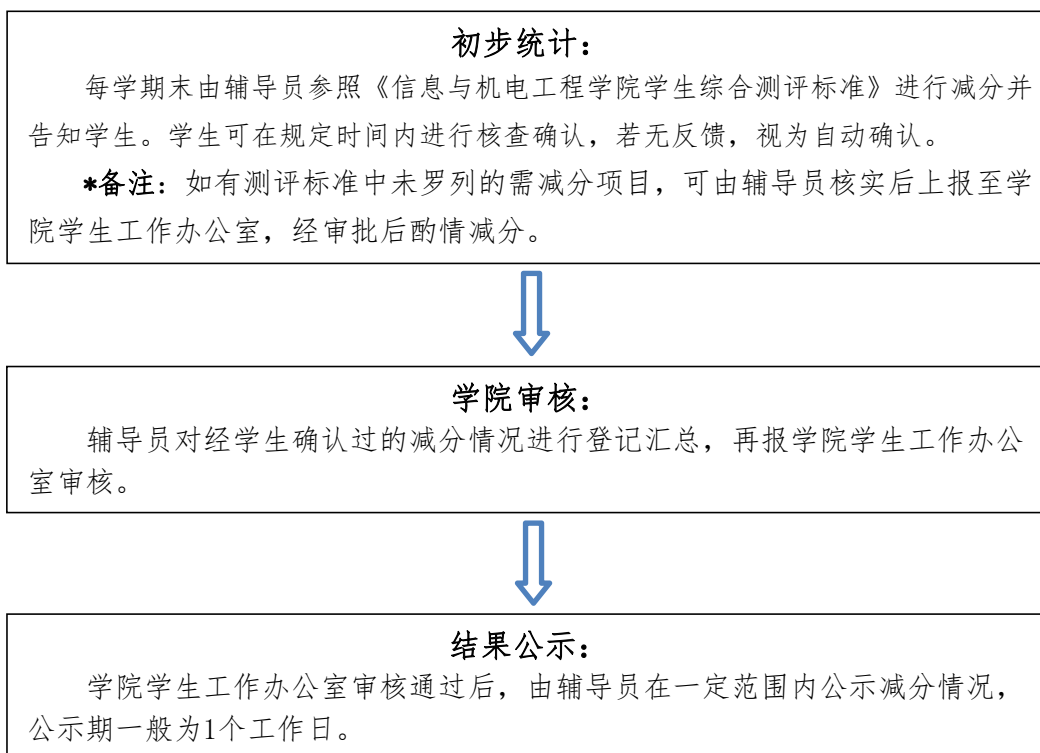 初步统计：
每学期末由辅导员参照《信息与机电工程学院学生综合测评标准》进行减分并
告知学生。学生可在规定时间内进行核查确认，若无反馈，视为自动确认。
*备注：如有测评标准中未罗列的需减分项目，可由辅导员核实后上报至学
院学生工作办公室，经审批后酌情减分。
学院审核：
辅导员对经学生确认过的减分情况进行登记汇总，再报学院学生工作办公
室审核。
结果公示：
学院学生工作办公室审核通过后，由辅导员在一定范围内公示减分情况，
公示期一般为1个工作日。